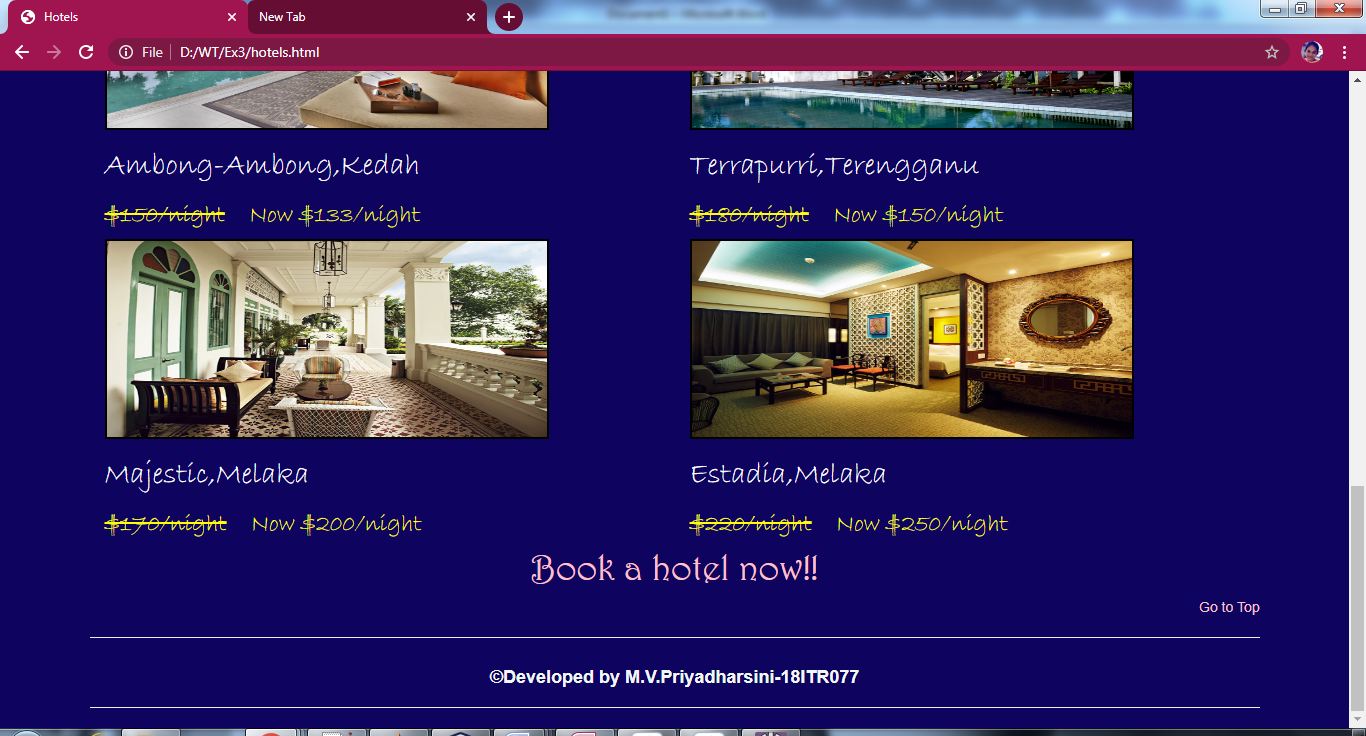 Hotels
New Tab
File
D:/WT/Ex3/hotels.html
Ambong-Ambong,Kedah
Terrapurri,Terengganu
$150/night Now $133/night
$180/night Now $150/night
Majestic,Melaka
Estadia,Melaka
$170/night Now $200/night
$220/night Now $250/night
Book a hotel now!!
Go to Top
©Developed by M.V.Priyadharsini-18ITR077